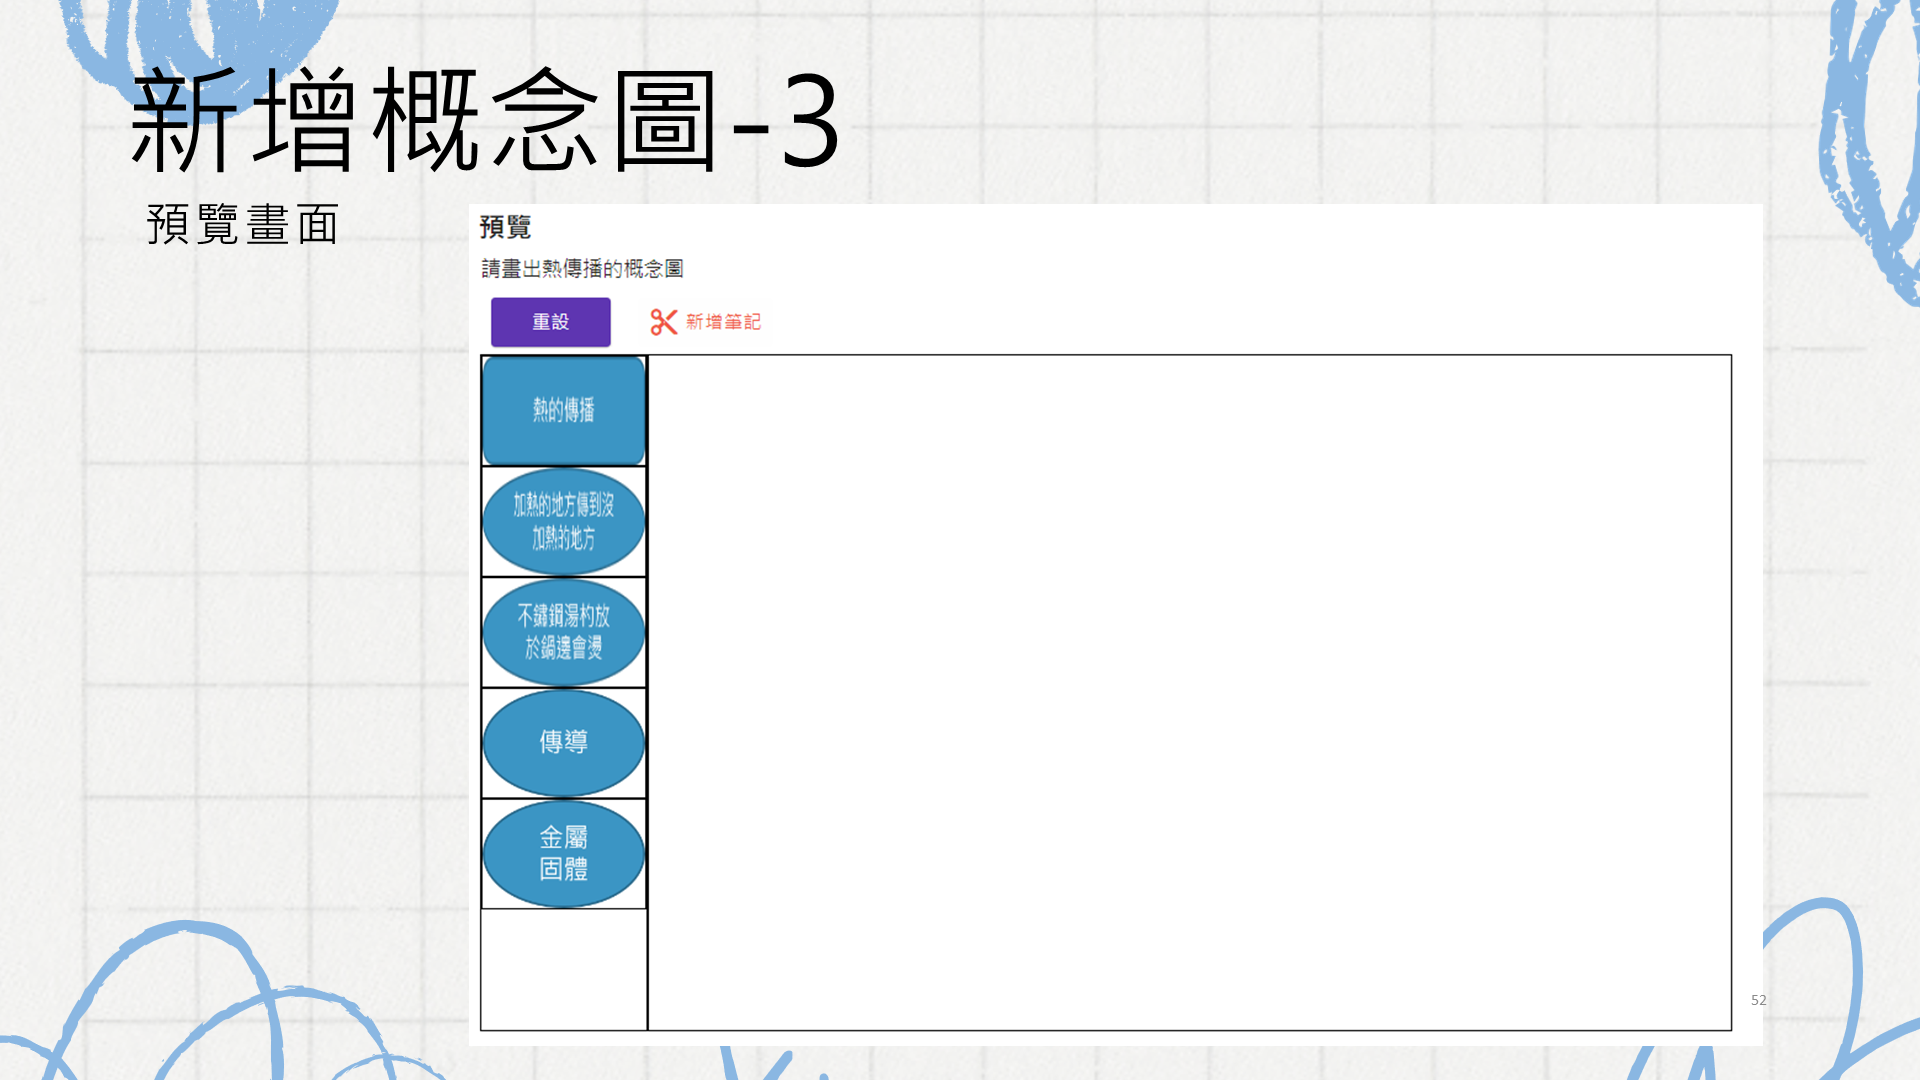 新增概念圖-3
預覽畫面
預覽
請畫出熱傳播的概念圖
重設
新增筆記
熱的傳播
加熱的地方傳到沒
加熱的地方
不鏽鋼湯杓放
於鍋邊會燙
傳導
金屬
固體
52